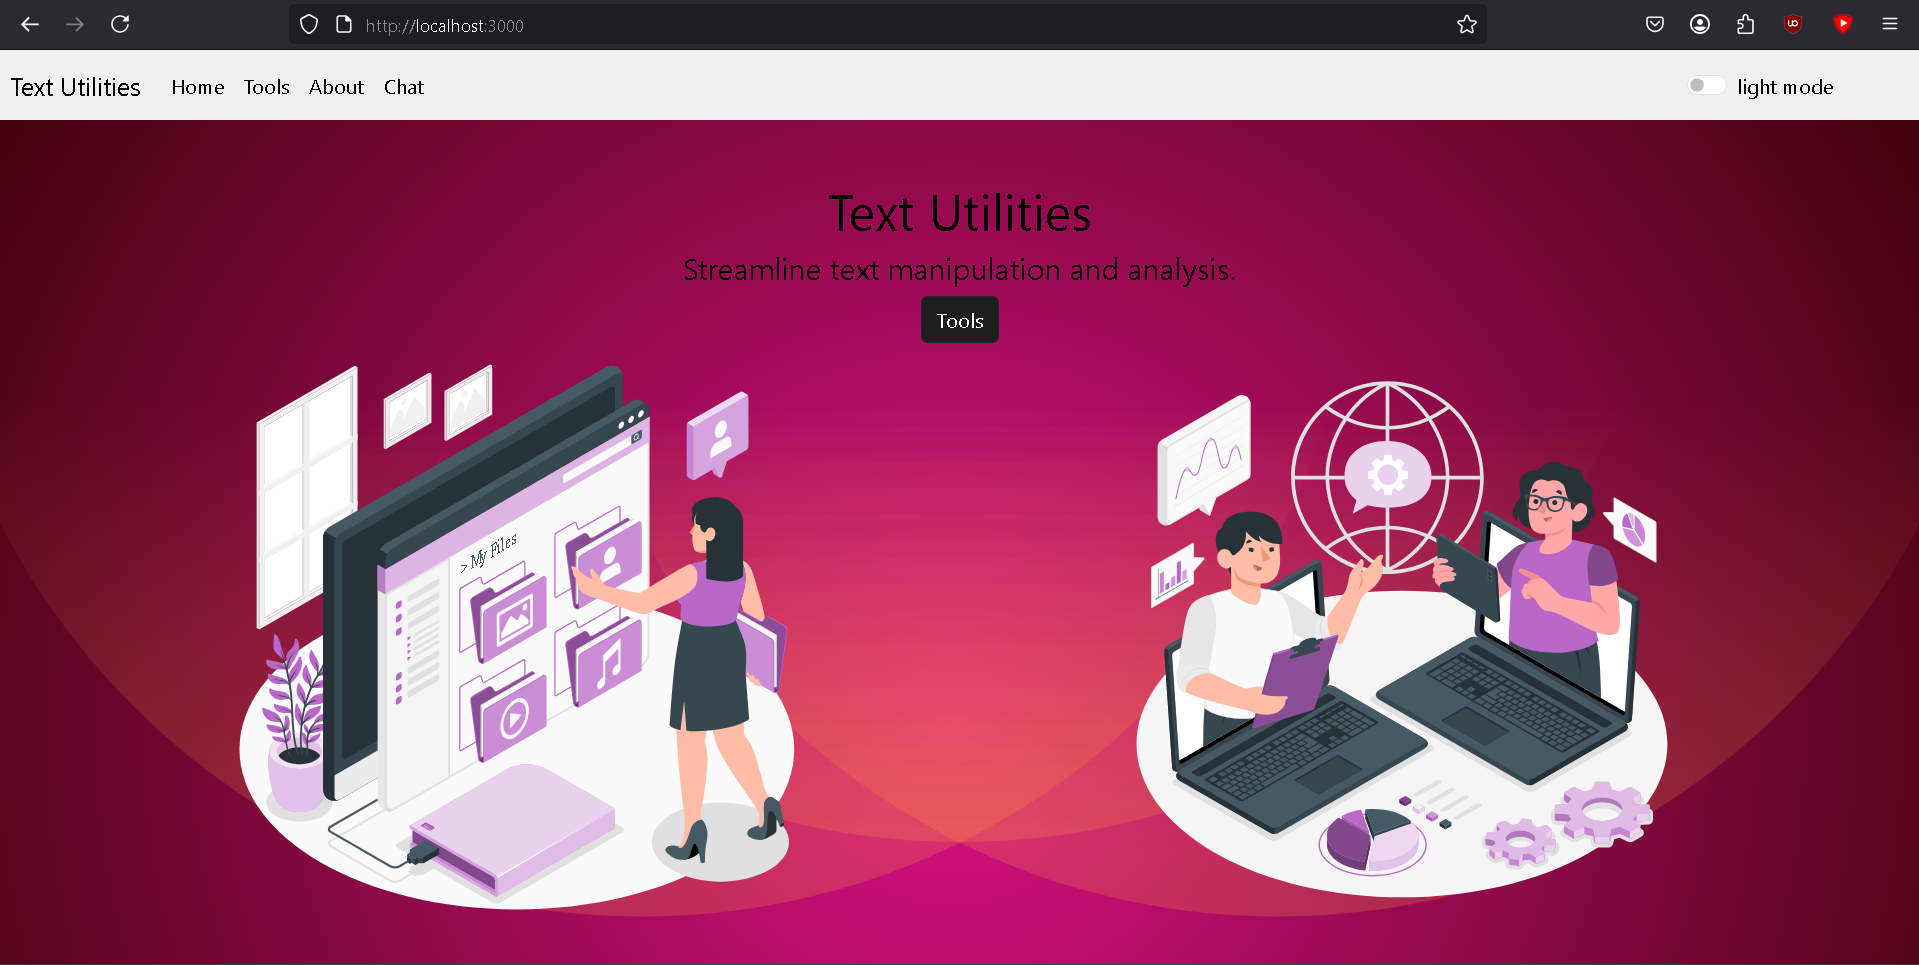 http://localhost:3000
Text Utilities Home Tools About Chat light mode
Text Utilities
Streamline text manipulation and analysis.
Tools
> My Files